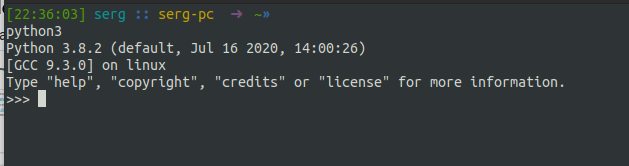 [22:36:03] serg :: serg-pc ➜ ~»
python3
Python 3.8.2 (default, Jul 16 2020, 14:00:26)
[GCC 9.3.0] on linux
Type "help", "copyright", "credits" or "license" for more information.
>>>